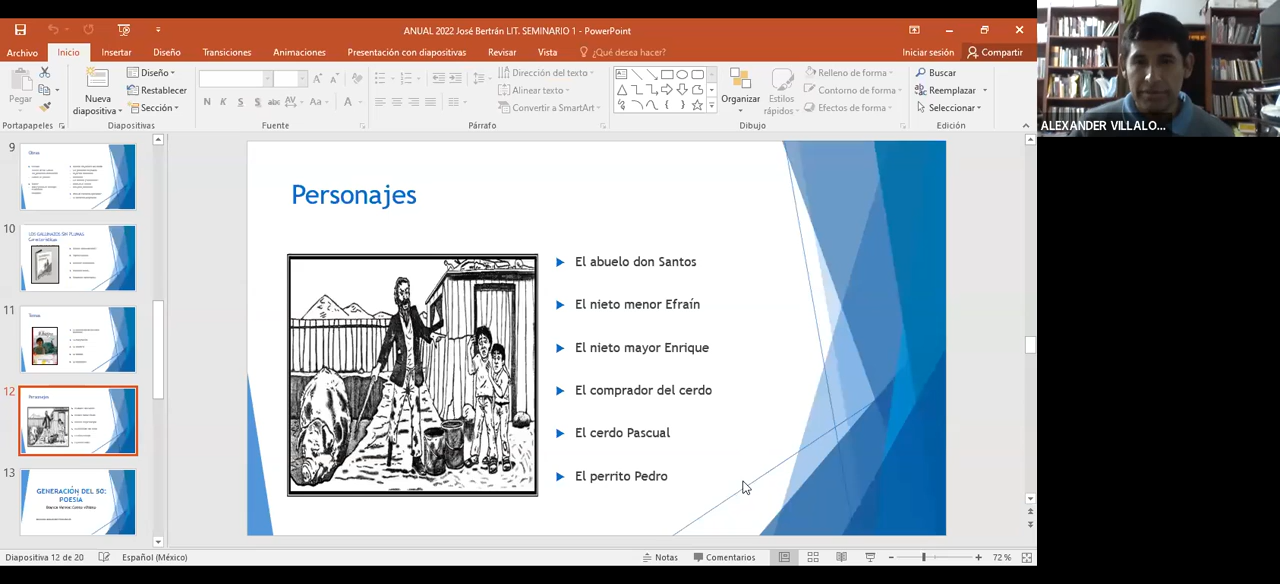 ANUAL 2022 José Bertrán LIT. SEMINARIO 1 - PowerPoint
Archivo Inicio Insertar Diseño Transiciones Animaciones Presentación con diapositivas Revisar Vista ¿Qué desea hacer? Iniciar sesión Compartir
Pegar
Nueva diapositiva
Diseño
Restablecer
Sección
N K S S abc AV Aa A
Dirección del texto
Alinear texto
Convertir a SmartArt
Organizar
Estilos rápidos
Relleno de forma
Contorno de forma
Efectos de forma
Buscar
Reemplazar
Seleccionar
Portapapeles Diapositivas Fuente Párrafo Dibujo Edición
ALEXANDER VILLALO...
9
Obras
10
LOS GALLINAZOS SIN PLUMAS
Características
11
Temas
12
Personajes
13
GENERACIÓN DEL 50:
POESÍA
Personajes
El abuelo don Santos
El nieto menor Efraín
El nieto mayor Enrique
El comprador del cerdo
El cerdo Pascual
El perrito Pedro
Diapositiva 12 de 20 Español (México) Notas Comentarios 72 %